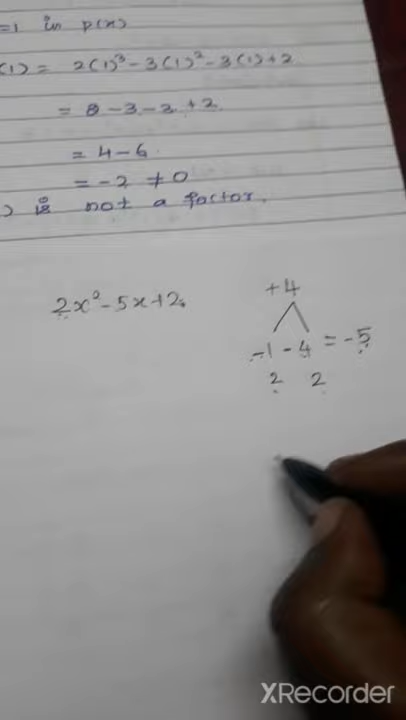 =1 in p(x)
(1) = 2(1)³ - 3(1)² - 3(1) + 2
= 2 - 3 - 3 + 2
= 4 - 6
= -2 ≠ 0
) is not a factor.
+4
2x² - 5x + 2
-1 - 4 = -5
2 2
XRecorder